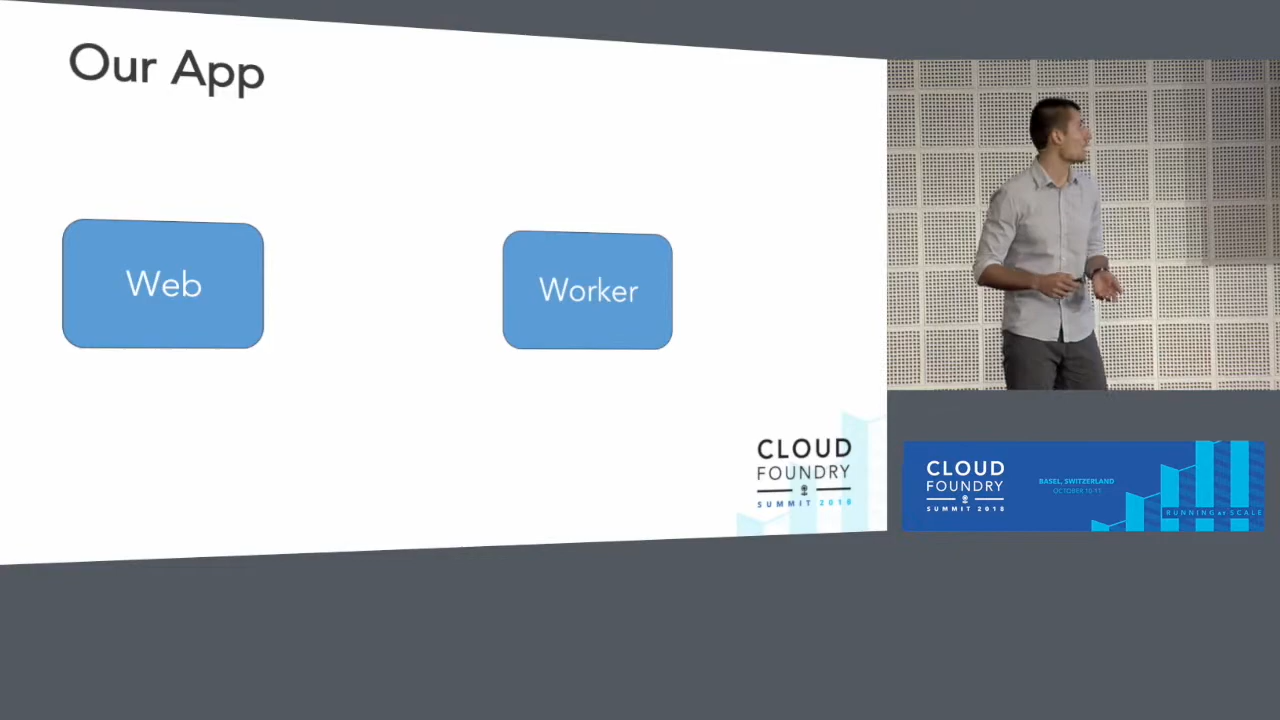 Our App
Web
Worker
CLOUD
FOUNDRY
SUMMIT 2018
CLOUD
FOUNDRY
SUMMIT 2018
BASEL, SWITZERLAND
OCTOBER 10-11
RUNNING AT SCALE